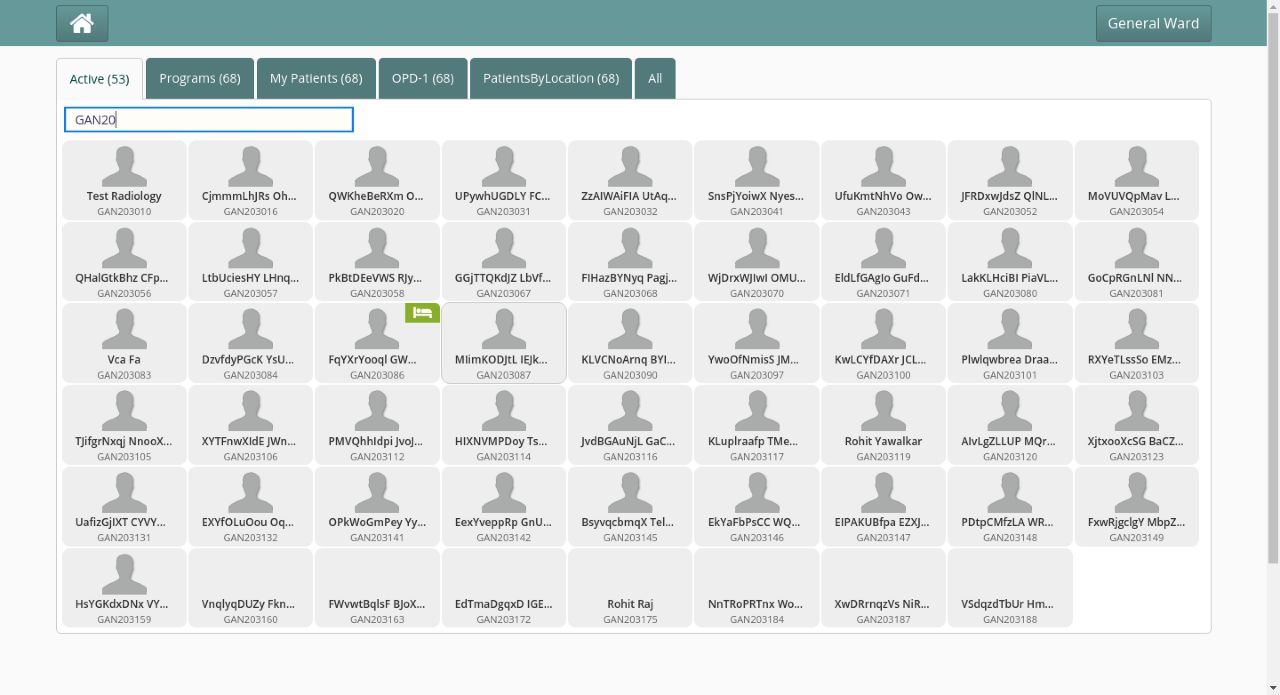 General Ward
Active (53) Programs (68) My Patients (68) OPD-1 (68) PatientsByLocation (68) All
GAN20
Test Radiology CjmmmLhJRs Oh... QWKheBeRXm O... UPywhUGDLY FC... ZzAIWAiFIA UtAq... SnsPjYoiwX Nyes... UfuKmtNhVo Ow... JFRDxwJdsZ QlNL... MoVUVQpMav L...
GAN203010 GAN203016 GAN203020 GAN203031 GAN203032 GAN203041 GAN203043 GAN203052 GAN203054
QHalGtkBhz CFp... LtbUciesHY LHnq... PkBtDEeVWS RJy... GGjTTQKdJZ LbVf... FIHazBYNyq Pagj... WjDrxWJIwI OMU... EldLfGAgIo GuFd... LakKLHciBI PiaVL... GoCpRGnLNl NN...
GAN203056 GAN203057 GAN203058 GAN203067 GAN203068 GAN203070 GAN203071 GAN203080 GAN203081
Vca Fa DzvfdyPGcK YsU... FqYXrYooql GW... MIimKODJtL IEJk... KLVCNoArnq BYI... YwoOfNmisS JM... KwLCYfDAXr JCL... Plwlqwbrea Draa... RXYeTLssSo EMz...
GAN203083 GAN203084 GAN203086 GAN203087 GAN203090 GAN203097 GAN203100 GAN203101 GAN203103
TJifgrNxqj NnooX... XYTFnwXIdE JWn... PMVQhhIdpi JvoJ... HIXNVMPDoy Ts... JvdBGAuNjL GaC... KLuplraafp TMe... Rohit Yawalkar AIvLgZLLUP MQr... XjtxooXcSG BaCZ...
GAN203105 GAN203106 GAN203112 GAN203114 GAN203116 GAN203117 GAN203119 GAN203120 GAN203123
UafizGjIXT CYVY... EXYfOLuOou Oq... OPkWoGmPey Yy... EexYveppRp GnU... BsyvqcbmqX Tel... EkYaFbPsCC WQ... EIPAKUBfpa EZXJ... PDtpCMfzLA WR... FxwRjgclgY MbpZ...
GAN203131 GAN203132 GAN203141 GAN203142 GAN203145 GAN203146 GAN203147 GAN203148 GAN203149
HsYGKdxDNx VY... VnqlyqDUZy Fkn... FWvwtBqlsF BJoX... EdTmaDgqxD IGE... Rohit Raj NnTRoPRTnx Wo... XwDRrnqzVs NiR... VSdqzdTbUr Hm...
GAN203159 GAN203160 GAN203163 GAN203172 GAN203175 GAN203184 GAN203187 GAN203188